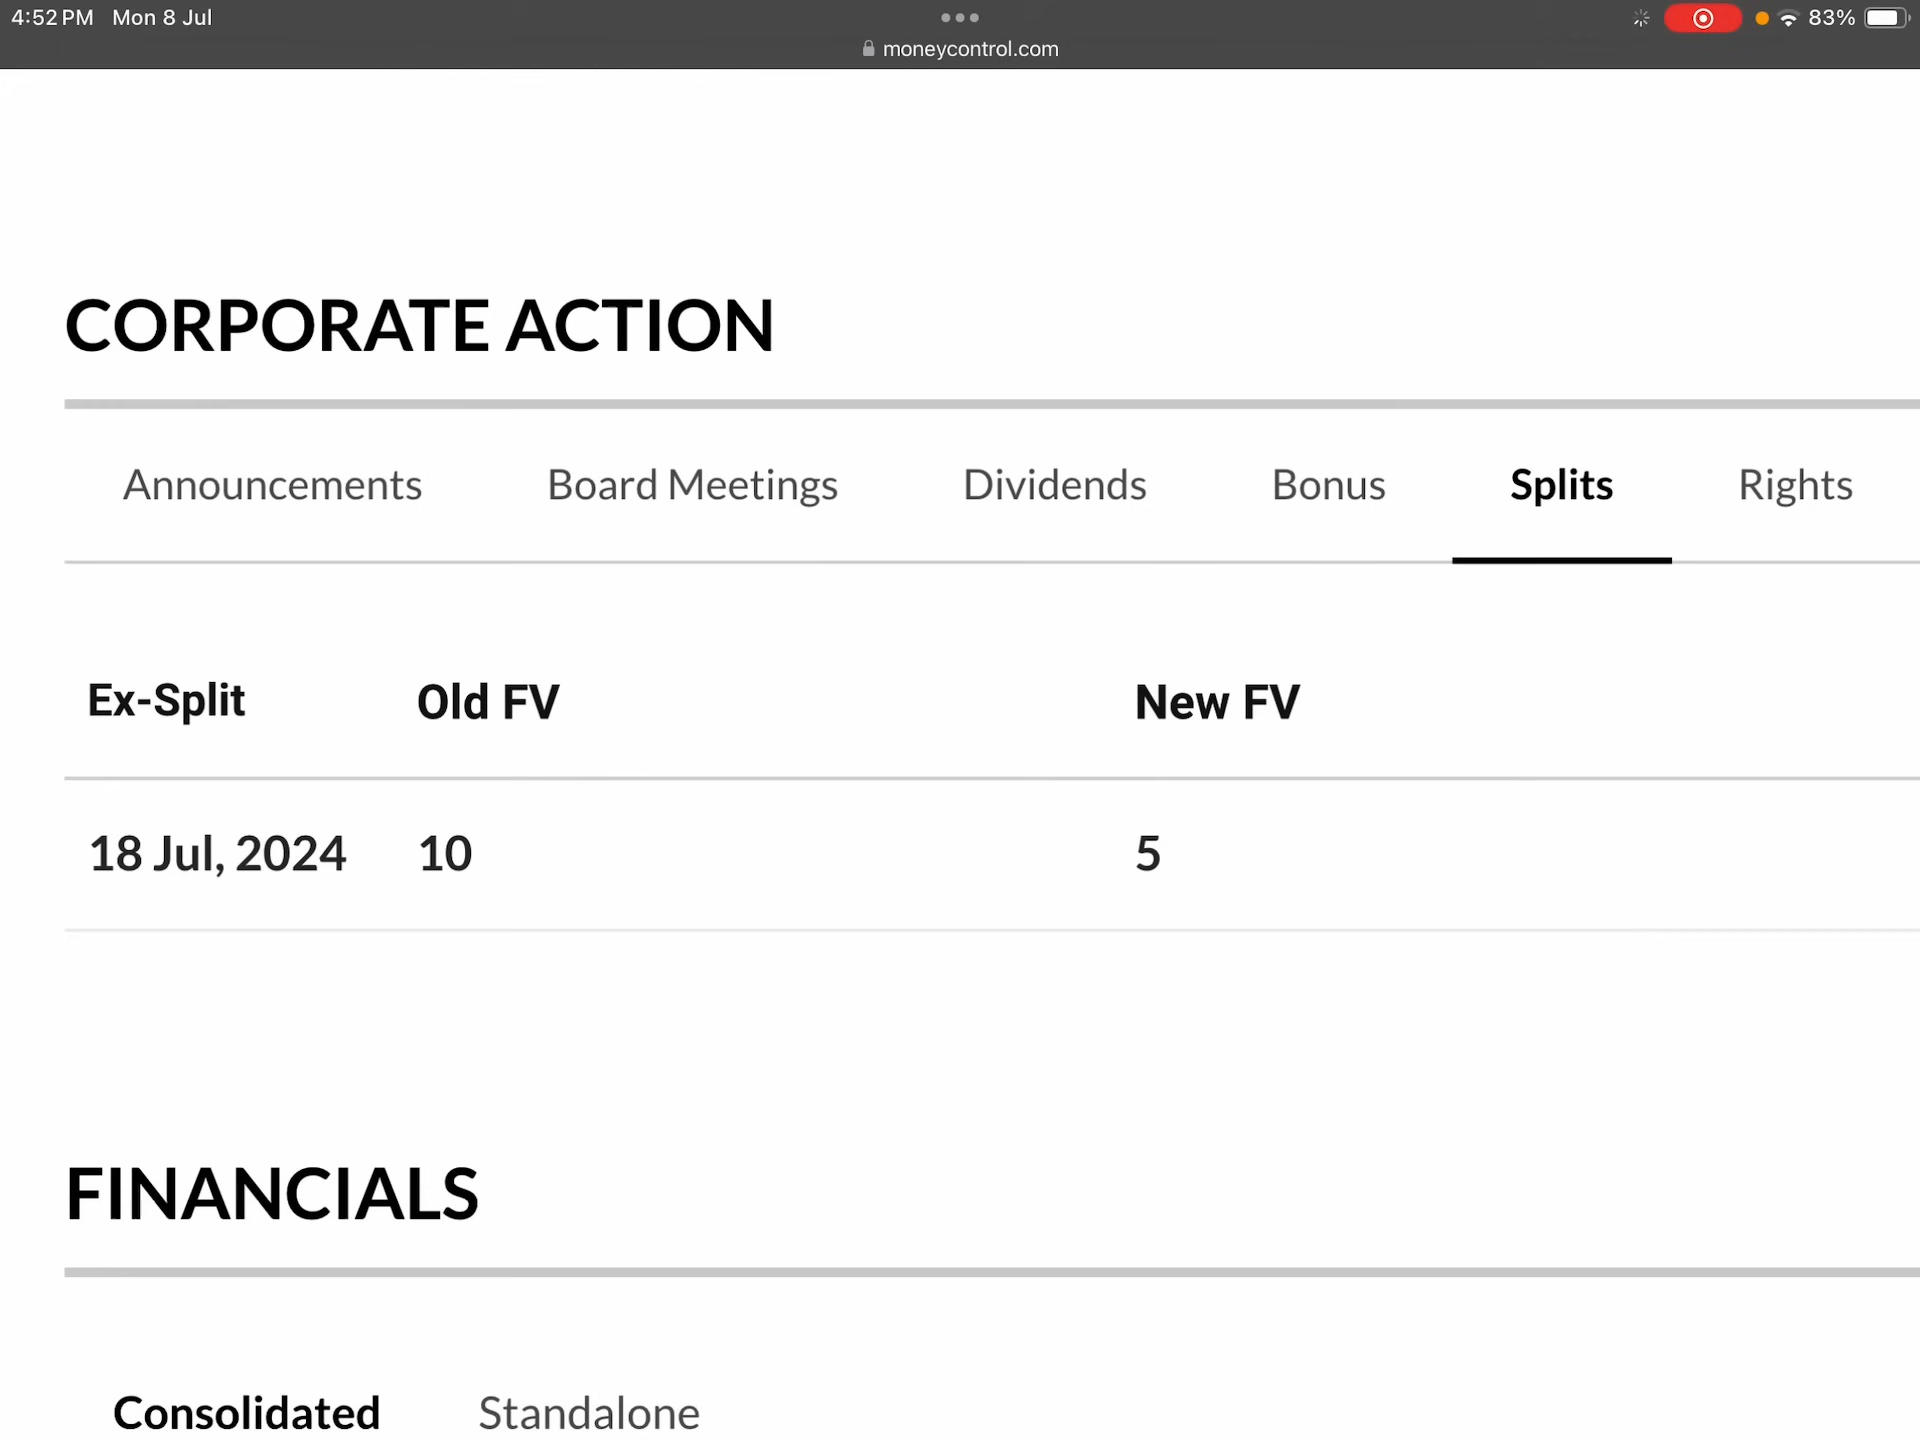 4:52 PM Mon 8 Jul
83%
moneycontrol.com
CORPORATE ACTION
Announcements Board Meetings Dividends Bonus Splits Rights
Ex-Split Old FV New FV
18 Jul, 2024 10 5
FINANCIALS
Consolidated Standalone